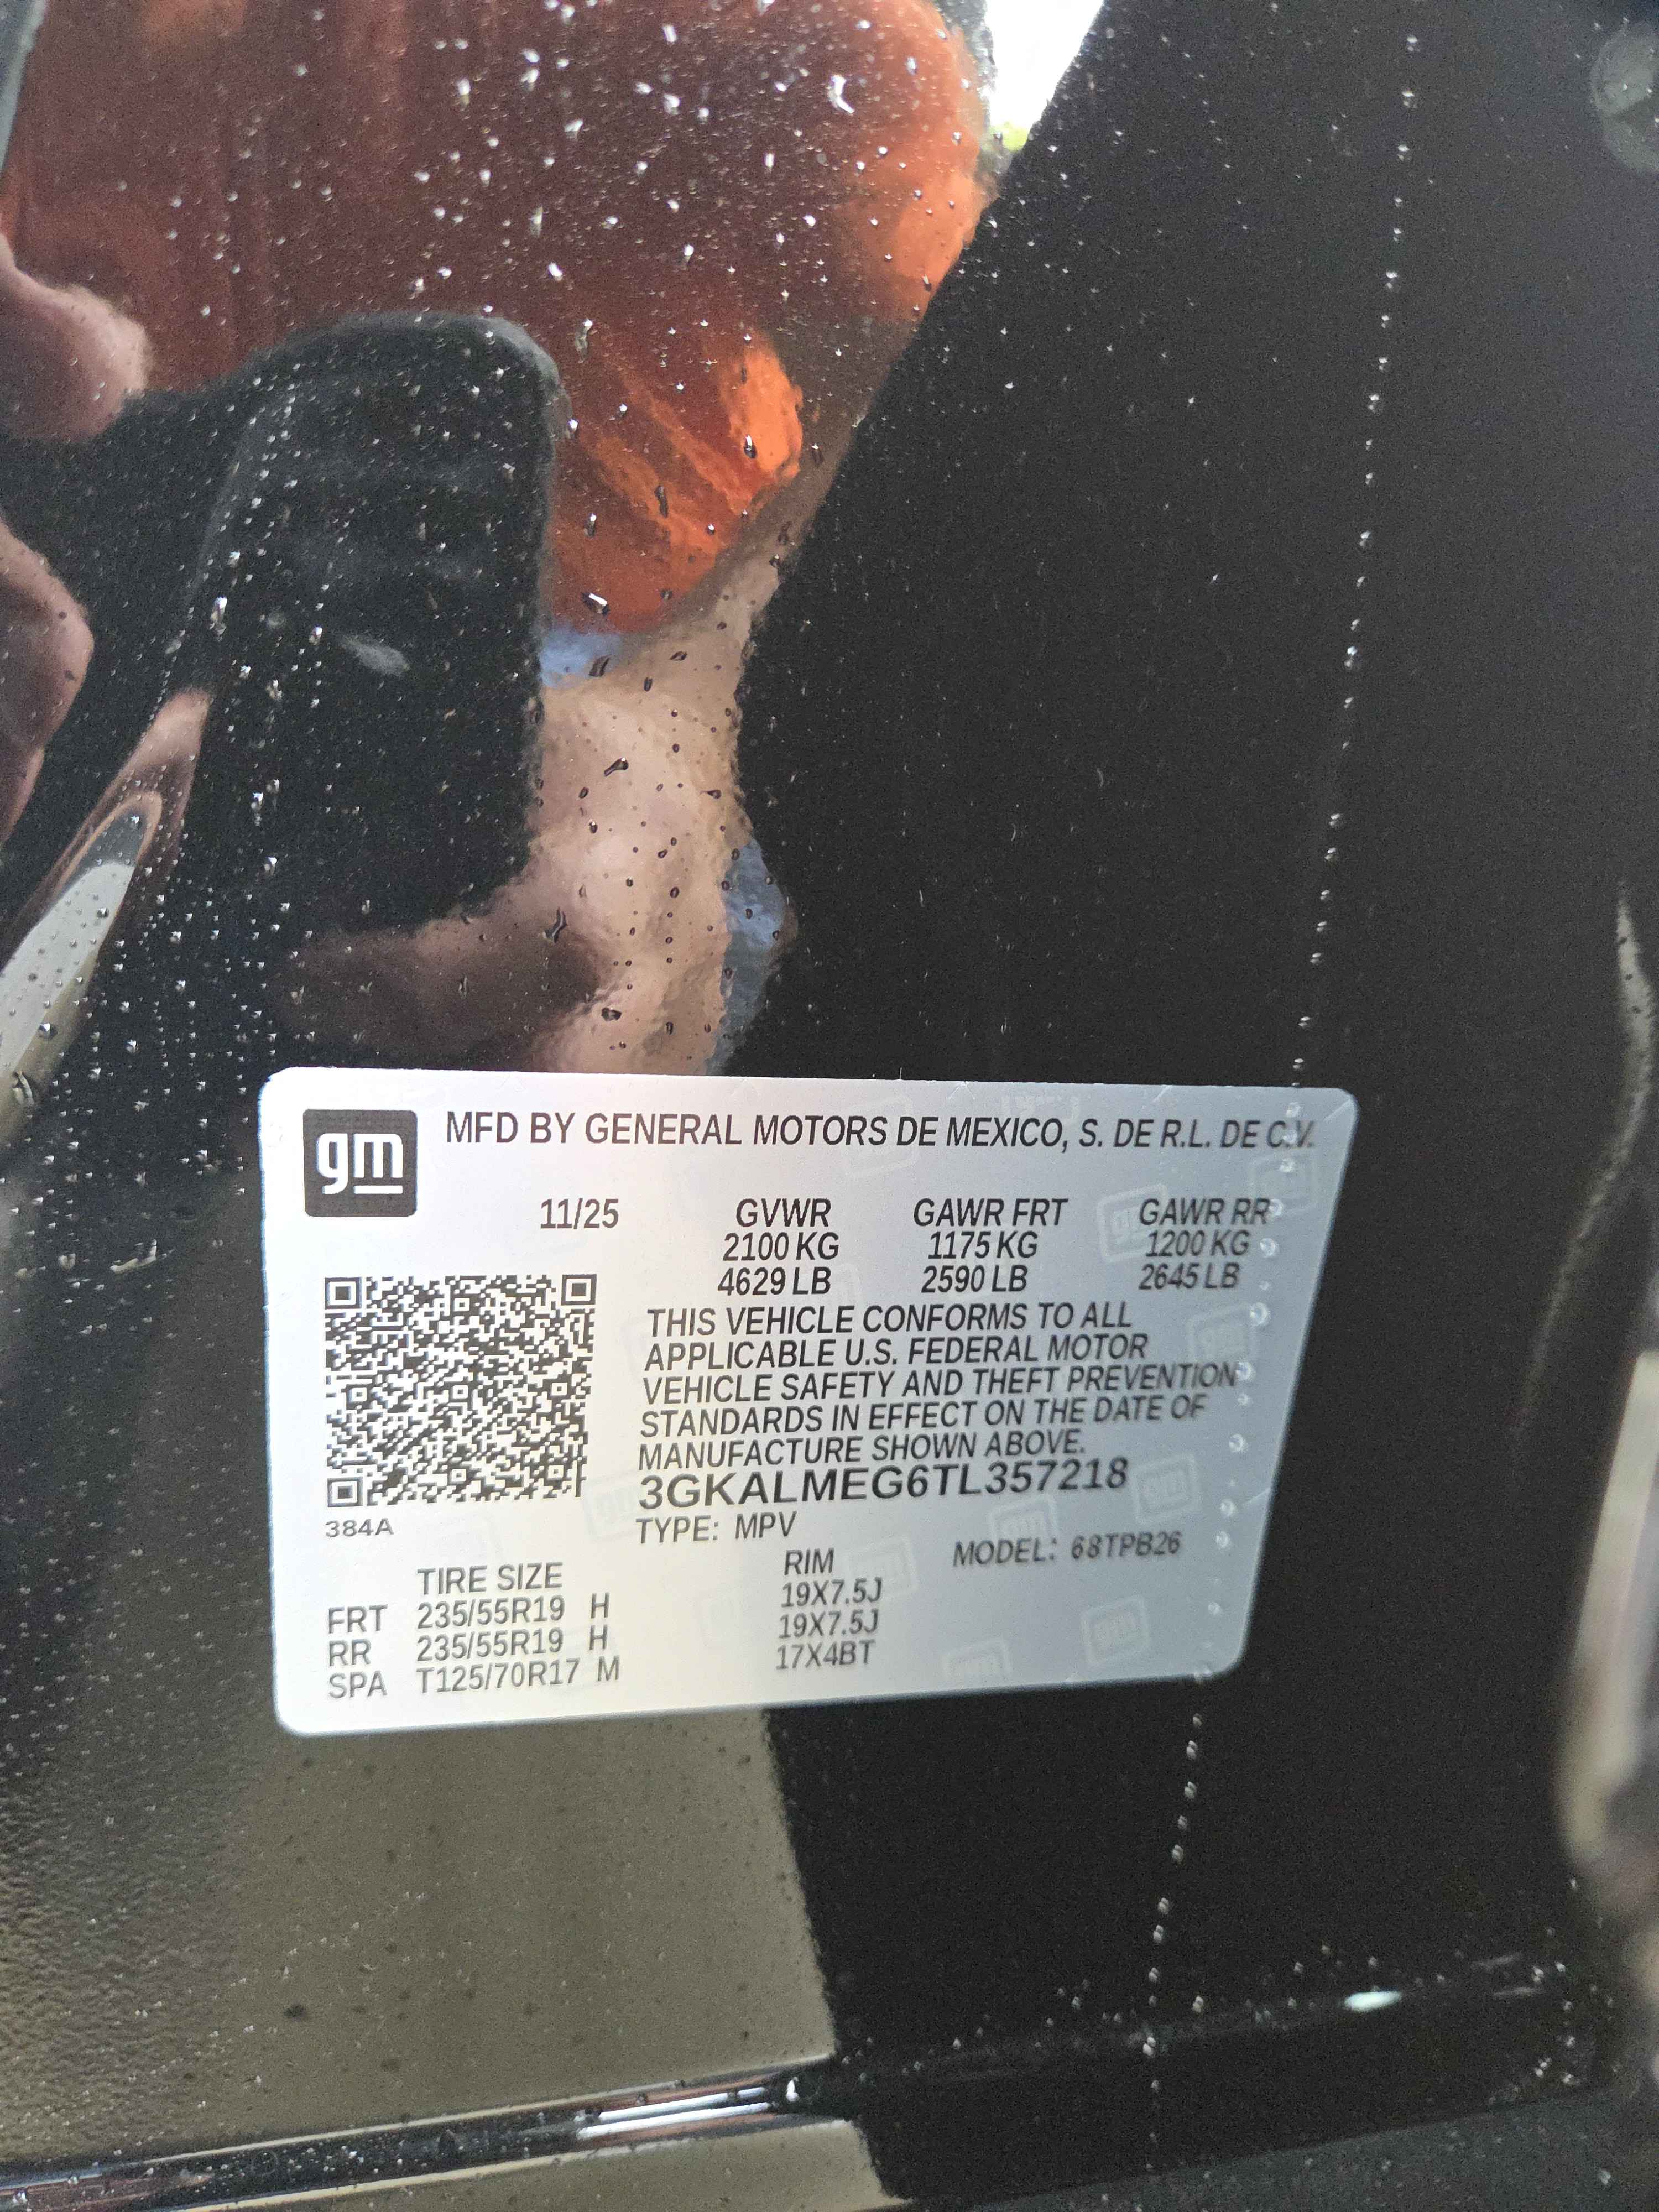 gm
MFD BY GENERAL MOTORS DE MEXICO, S. DE R.L. DE C.V.
11/25 GVWR GAWR FRT GAWR RR
2100 KG 1175 KG 1200 KG
4629 LB 2590 LB 2645 LB
THIS VEHICLE CONFORMS TO ALL
APPLICABLE U.S. FEDERAL MOTOR
VEHICLE SAFETY AND THEFT PREVENTION
STANDARDS IN EFFECT ON THE DATE OF
MANUFACTURE SHOWN ABOVE.
3GKALMEG6TL357218
384A
TYPE: MPV MODEL: 68TPB26
TIRE SIZE RIM
FRT 235/55R19 H 19X7.5J
RR 235/55R19 H 19X7.5J
SPA T125/70R17 M 17X4BT